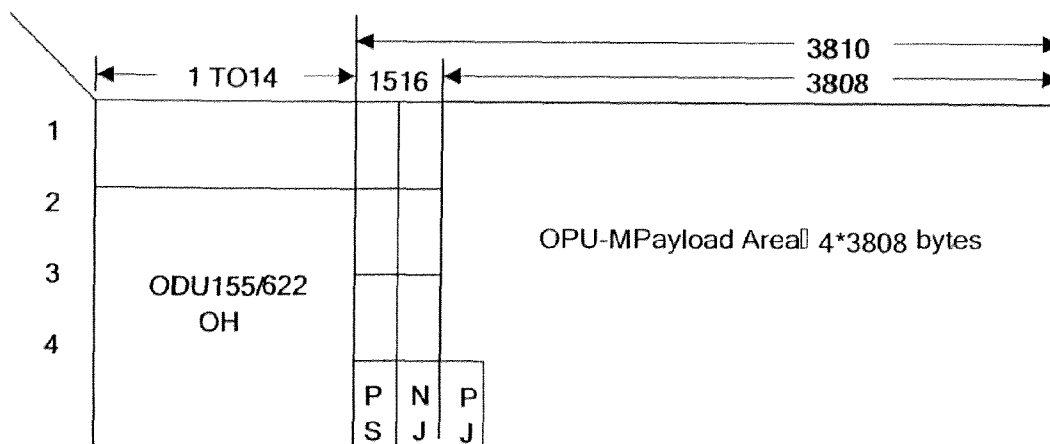 3810
1 TO14 1516 3808
1
2
OPU-MPayload Area 4*3808 bytes
3
ODU155/622
OH
4
P N P
S J J